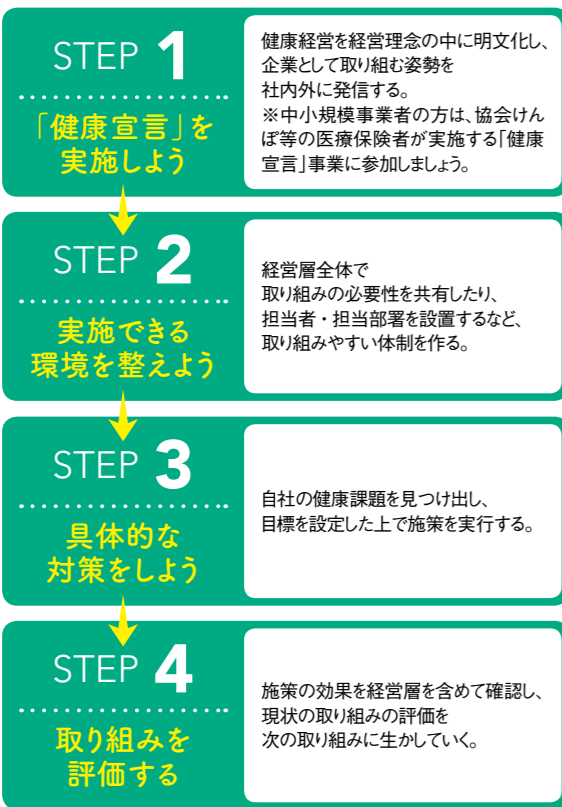 STEP 1
「健康宣言」を
実施しよう
健康経営を経営理念の中に明文化し、
企業として取り組む姿勢を
社内外に発信する。
※中小規模事業者の方は、協会けん
ぽ等の医療保険者が実施する「健康
宣言」事業に参加しましょう。
STEP 2
実施できる
環境を整えよう
経営層全体で
取り組みの必要性を共有したり、
担当者・担当部署を設置するなど、
取り組みやすい体制を作る。
STEP 3
具体的な
対策をしよう
自社の健康課題を見つけ出し、
目標を設定した上で施策を実行する。
STEP 4
取り組みを
評価する
施策の効果を経営層を含めて確認し、
現状の取り組みの評価を
次の取り組みに生かしていく。